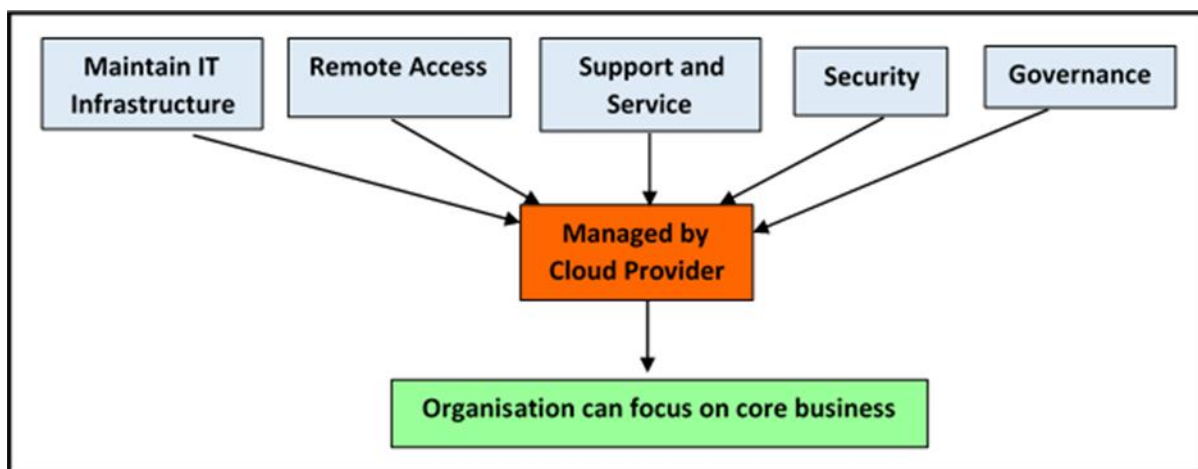 Maintain IT
Infrastructure
Remote Access
Support and
Service
Security
Governance
Managed by
Cloud Provider
Organisation can focus on core business